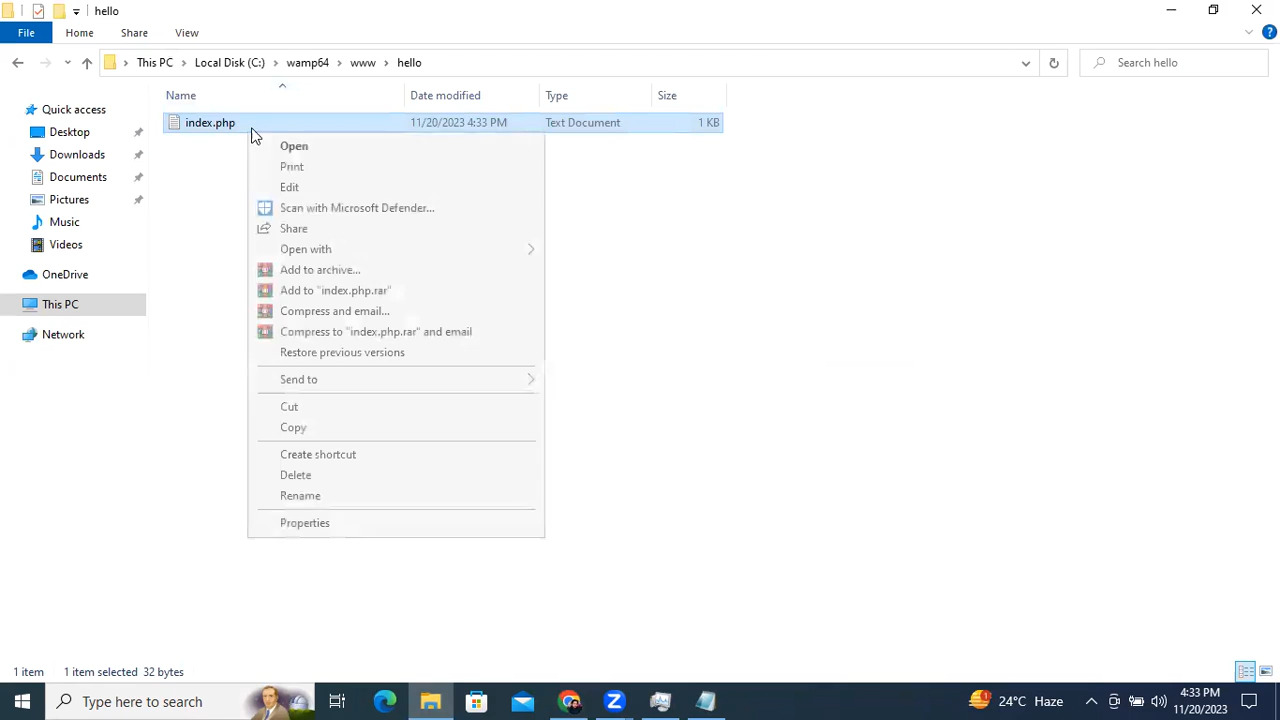 hello
File Home Share View
This PC Local Disk (C:) wamp64 www hello Search hello
Name Date modified Type Size
index.php 11/20/2023 4:33 PM Text Document 1 KB
Quick access
Desktop
Downloads
Documents
Pictures
Music
Videos
OneDrive
This PC
Network
Open
Print
Edit
Scan with Microsoft Defender...
Share
Open with
Add to archive...
Add to "index.php.rar"
Compress and email...
Compress to "index.php.rar" and email
Restore previous versions
Send to
Cut
Copy
Create shortcut
Delete
Rename
Properties
1 item 1 item selected 32 bytes
Type here to search
24°C Haze
4:33 PM
11/20/2023